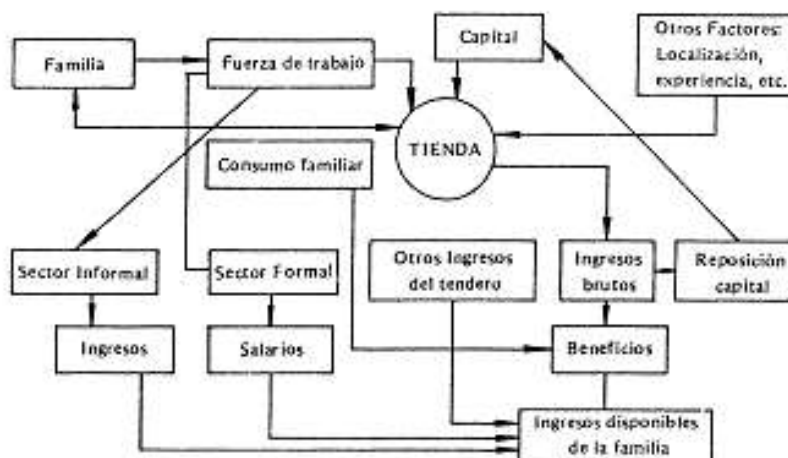 Otros Factores:
Localización,
experiencia, etc.
Capital
Familia
Fuerza de trabajo
TIENDA
Consumo familiar
Sector Informal
Sector Formal
Otros Ingresos
del tendero
Ingresos
brutos
Reposición
capital
Ingresos
Salarios
Beneficios
Ingresos disponibles
de la familia